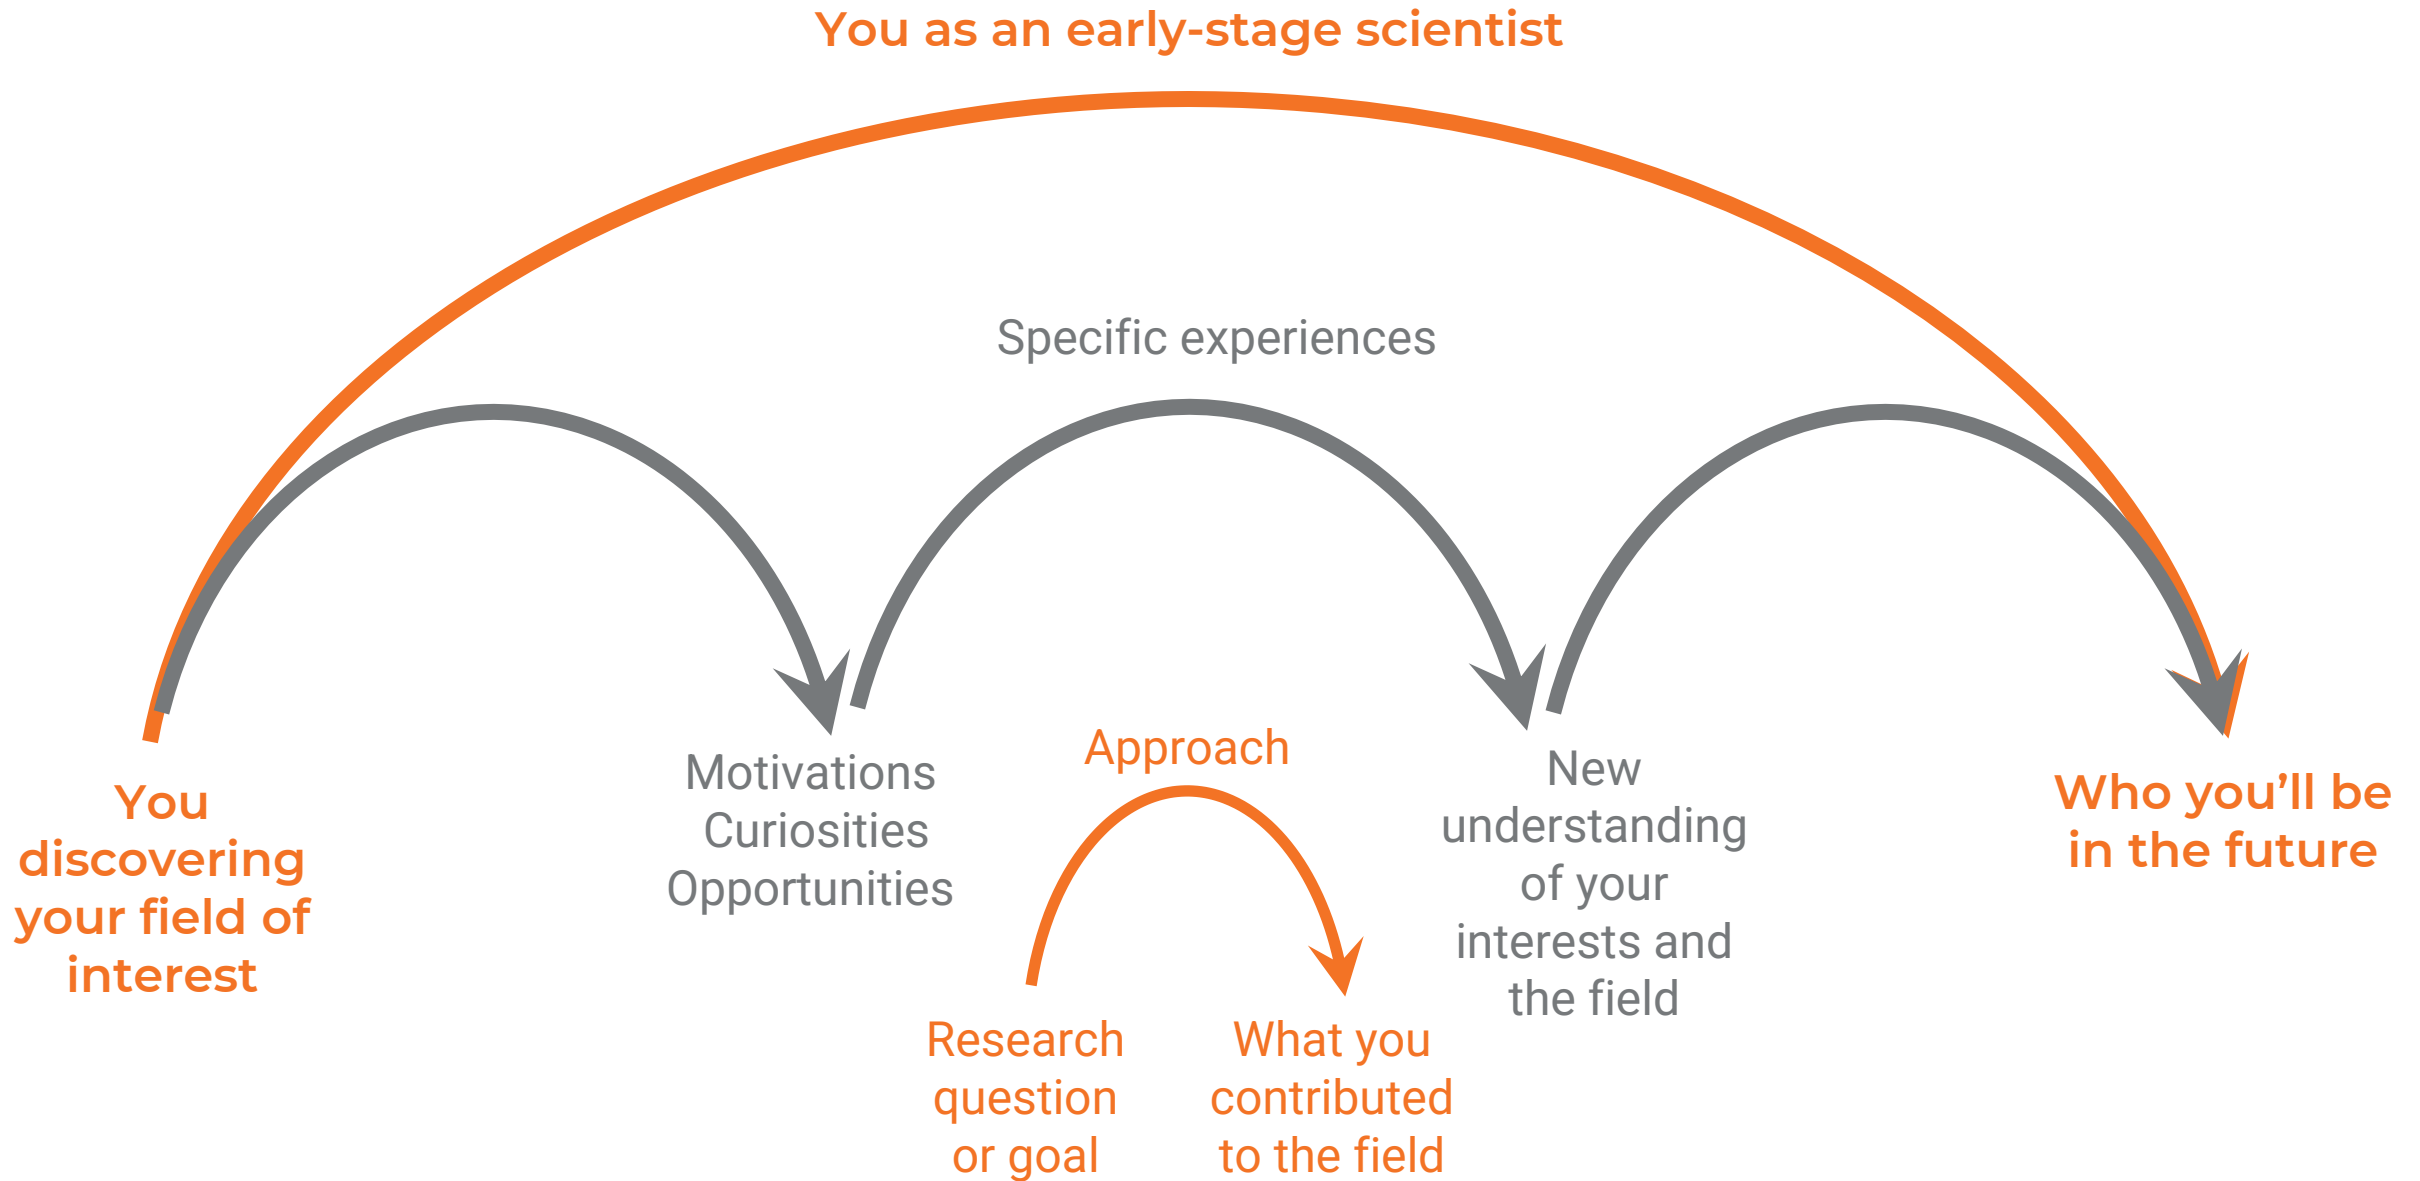 You as an early-stage scientist
Specific experiences
You
discovering
your field of
interest
Motivations
Curiosities
Opportunities
Approach
Research
question
or goal
What you
contributed
to the field
New
understanding
of your
interests and
the field
Who you’ll be
in the future